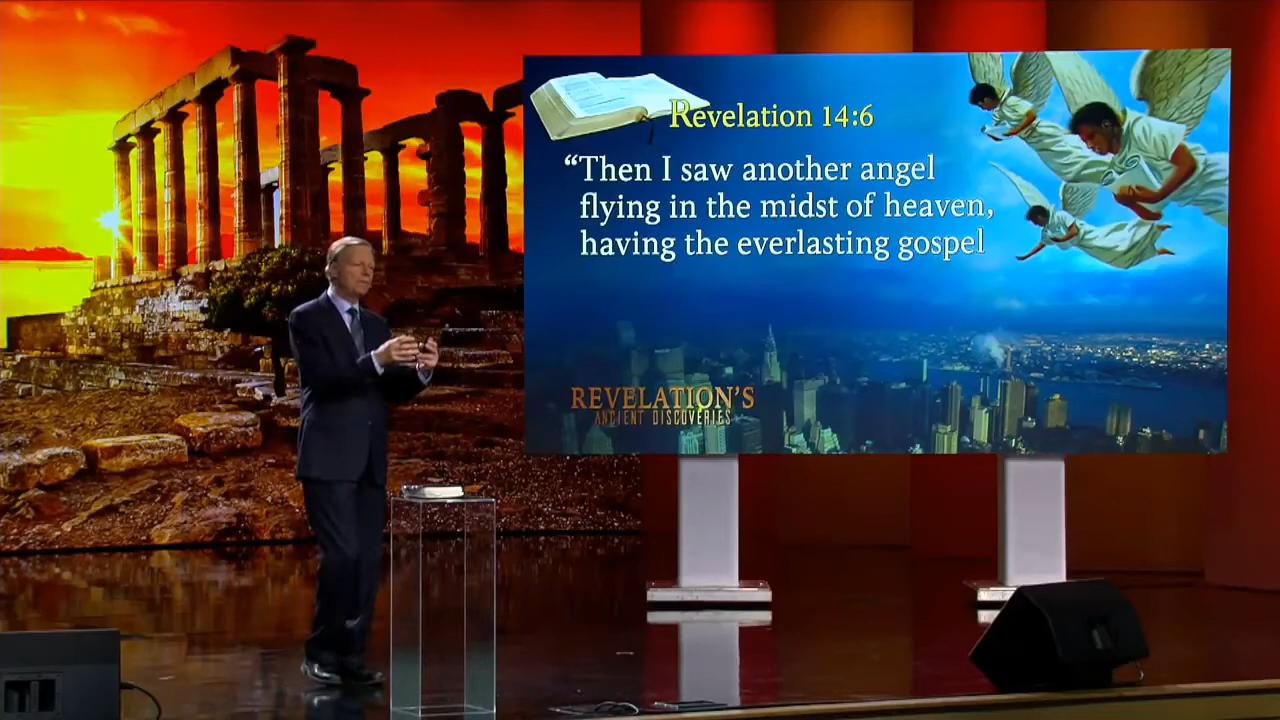 Revelation 14:6
“Then I saw another angel
flying in the midst of heaven,
having the everlasting gospel
REVELATION'S
ANCIENT DISCOVERIES